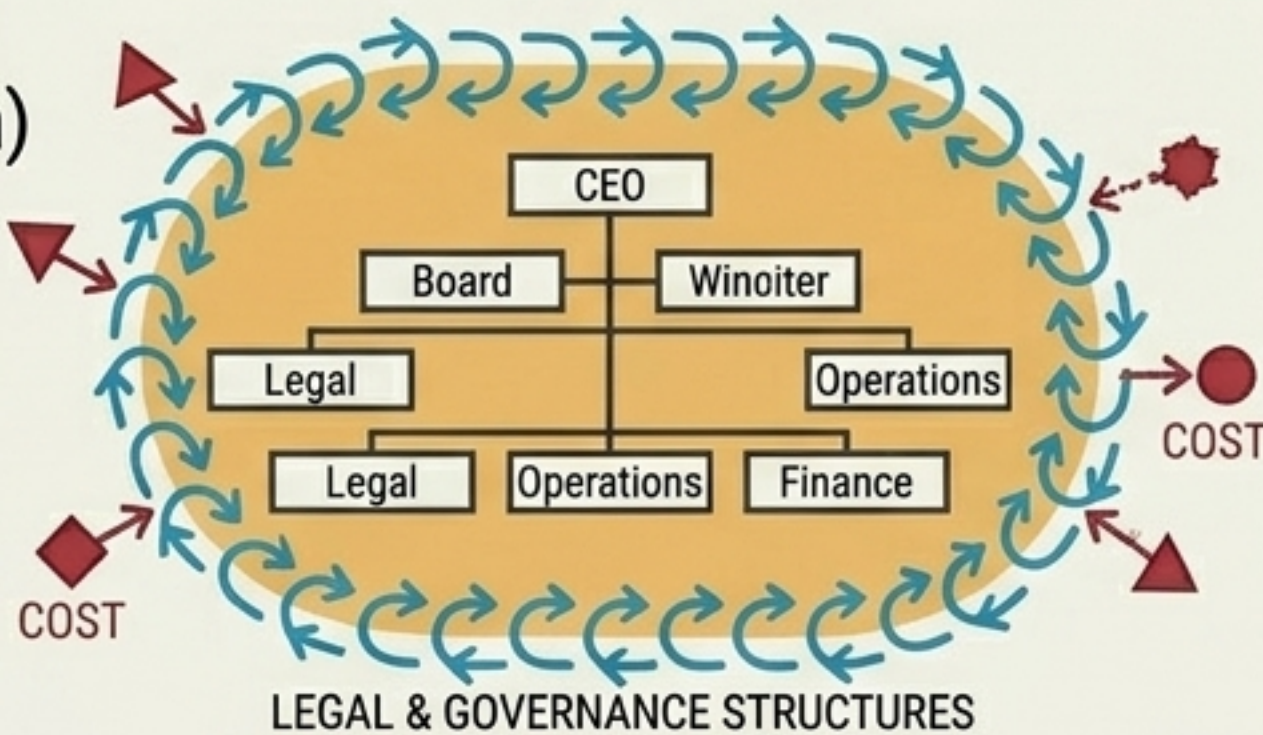 )
CEO
Board
Winoiter
Legal
Operations
Legal
Operations
Finance
COST
COST
LEGAL & GOVERNANCE STRUCTURES